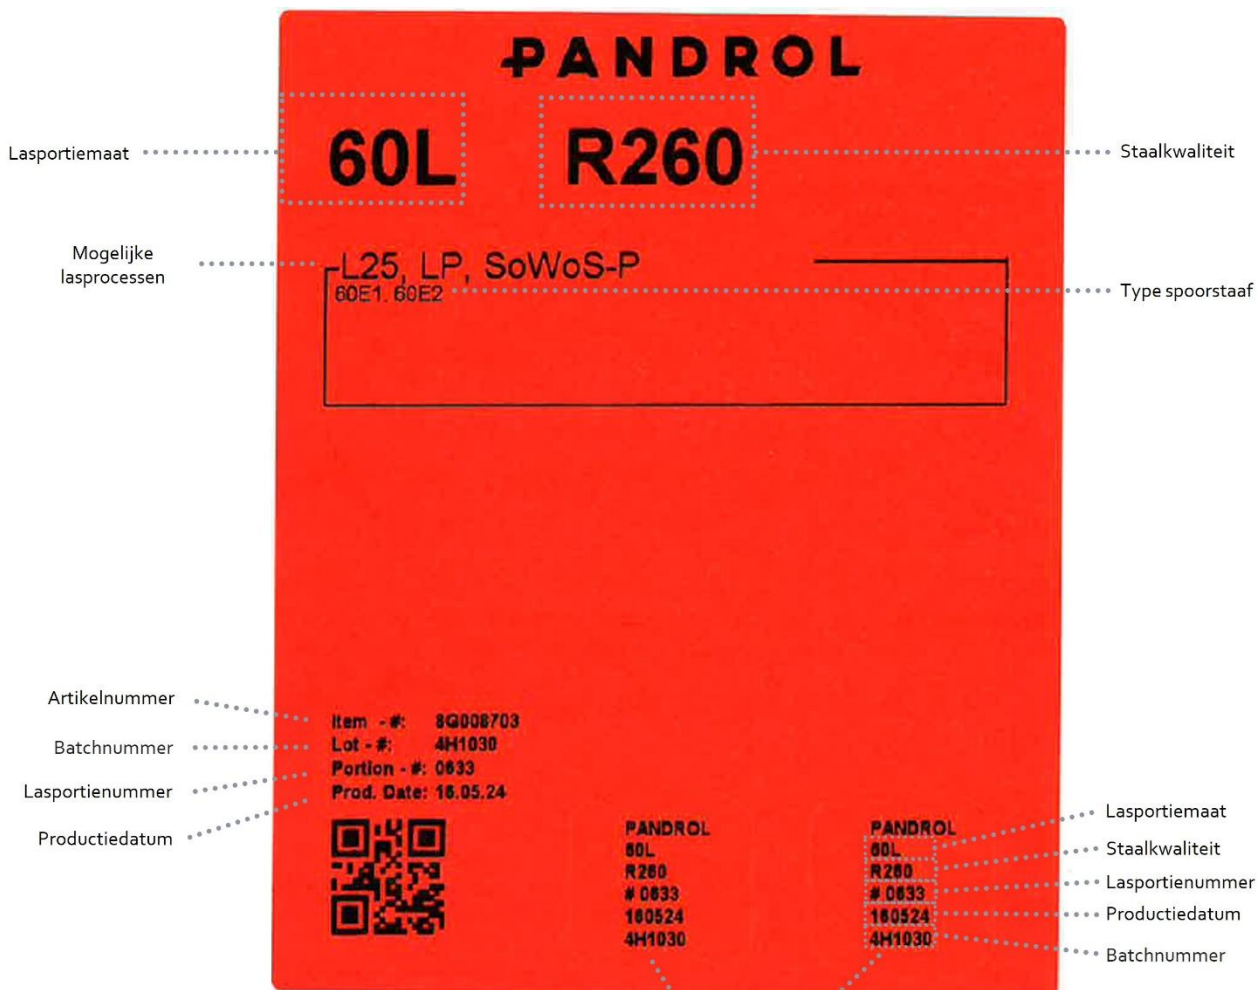 PANDROL
Lasportiemaat
60L
R260
Staalkwaliteit
Mogelijke
lasprocessen
L25, LP, SoWoS-P
60E1. 60E2
Type spoorstaaf
Artikelnummer
Item - #: 8G008703
Batchnummer
Lot - #: 4H1030
Lasportienummer
Portion - #: 0633
Productiedatum
Prod. Date: 16.05.24
PANDROL
60L
R260
# 0633
160524
4H1030
PANDROL
60L
R260
# 0633
160524
4H1030
Lasportiemaat
Staalkwaliteit
Lasportienummer
Productiedatum
Batchnummer